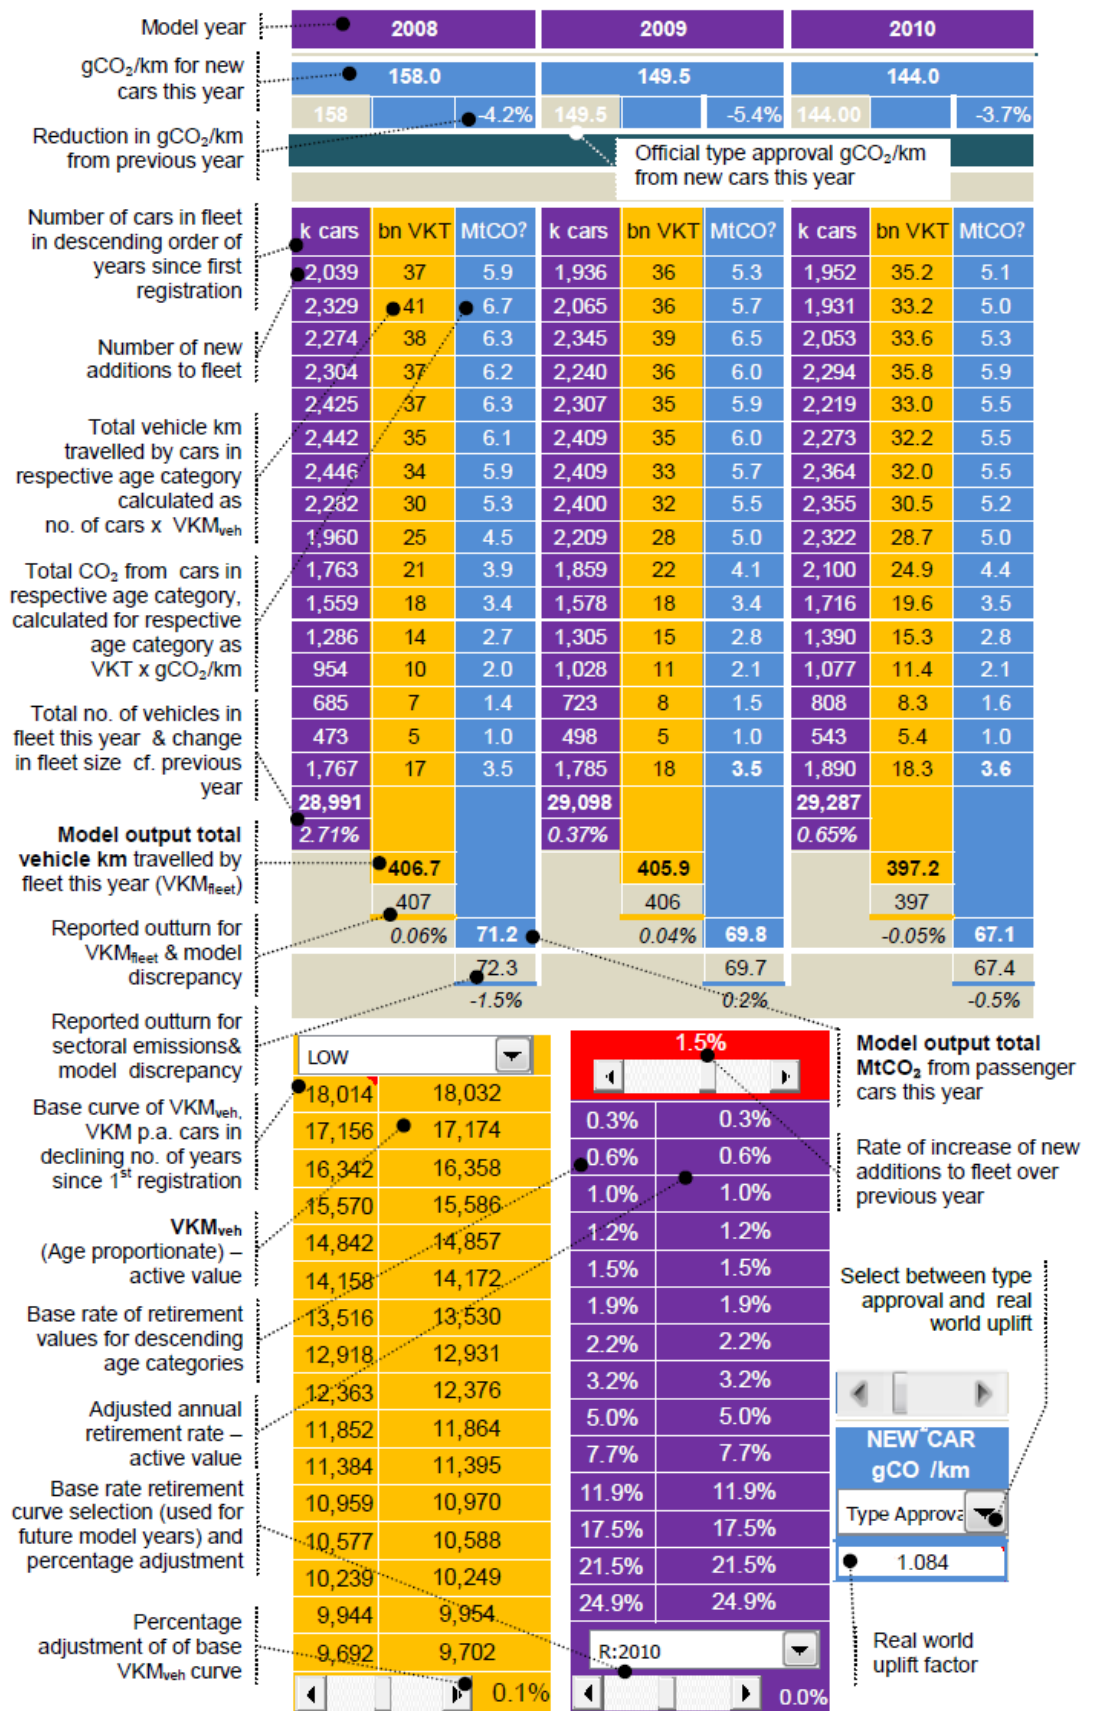 Model year
2008 2009 2010
gCO₂/km for new
cars this year
158.0 149.5 144.0
158 -4.2% 149.5 -5.4% 144.00 -3.7%
Reduction in gCO₂/km
from previous year
Official type approval gCO₂/km
from new cars this year
Number of cars in fleet
in descending order of
years since first
registration
Number of new
additions to fleet
Total vehicle km
travelled by cars in
respective age category
calculated as
no. of cars x VKMveh
Total CO₂ from cars in
respective age category,
calculated for respective
age category as
VKT x gCO₂/km
Total no. of vehicles in
fleet this year & change
in fleet size cf. previous
year
Model output total
vehicle km travelled by
fleet this year (VKMfleet)
Reported outturn for
VKMfleet & model
discrepancy
Reported outturn for
sectoral emissions&
model discrepancy
k cars bn VKT MtCO? k cars bn VKT MtCO? k cars bn VKT MtCO?
2,039 37 5.9 1,936 36 5.3 1,952 35.2 5.1
2,329 41 6.7 2,065 36 5.7 1,931 33.2 5.0
2,274 38 6.3 2,345 39 6.5 2,053 33.6 5.3
2,304 37 6.2 2,240 36 6.0 2,294 35.8 5.9
2,425 37 6.3 2,307 35 5.9 2,219 33.0 5.5
2,442 35 6.1 2,409 35 6.0 2,273 32.2 5.5
2,446 34 5.9 2,409 33 5.7 2,364 32.0 5.5
2,282 30 5.3 2,400 32 5.5 2,355 30.5 5.2
1,960 25 4.5 2,209 28 5.0 2,322 28.7 5.0
1,763 21 3.9 1,859 22 4.1 2,100 24.9 4.4
1,559 18 3.4 1,578 18 3.4 1,716 19.6 3.5
1,286 14 2.7 1,305 15 2.8 1,390 15.3 2.8
954 10 2.0 1,028 11 2.1 1,077 11.4 2.1
685 7 1.4 723 8 1.5 808 8.3 1.6
473 5 1.0 498 5 1.0 543 5.4 1.0
1,767 17 3.5 1,785 18 3.5 1,890 18.3 3.6
28,991 29,098 29,287
2.71% 0.37% 0.65%
406.7 405.9 397.2
407 406 397
0.06% 71.2 0.04% 69.8 -0.05% 67.1
72.3 69.7 67.4
-1.5% 0.2% -0.5%
Base curve of VKMveh,
VKM p.a. cars in
declining no. of years
since 1st registration
VKMveh
(Age proportionate) –
active value
Base rate of retirement
values for descending
age categories
Adjusted annual
retirement rate –
active value
Base rate retirement
curve selection (used for
future model years) and
percentage adjustment
Percentage
adjustment of of base
VKMveh curve
LOW
18,014 18,032
17,156 17,174
16,342 16,358
15,570 15,586
14,842 14,857
14,158 14,172
13,516 13,530
12,918 12,931
12,363 12,376
11,852 11,864
11,384 11,395
10,959 10,970
10,577 10,588
10,239 10,249
9,944 9,954
9,692 9,702
0.1%
1.5%
0.3% 0.3%
0.6% 0.6%
1.0% 1.0%
1.2% 1.2%
1.5% 1.5%
1.9% 1.9%
2.2% 2.2%
3.2% 3.2%
5.0% 5.0%
7.7% 7.7%
11.9% 11.9%
17.5% 17.5%
21.5% 21.5%
24.9% 24.9%
R:2010
0.0%
Model output total
MtCO₂ from passenger
cars this year
Rate of increase of new
additions to fleet over
previous year
Select between type
approval and real
world uplift
NEW CAR
gCO /km
Type Approva
1.084
Real world
uplift factor